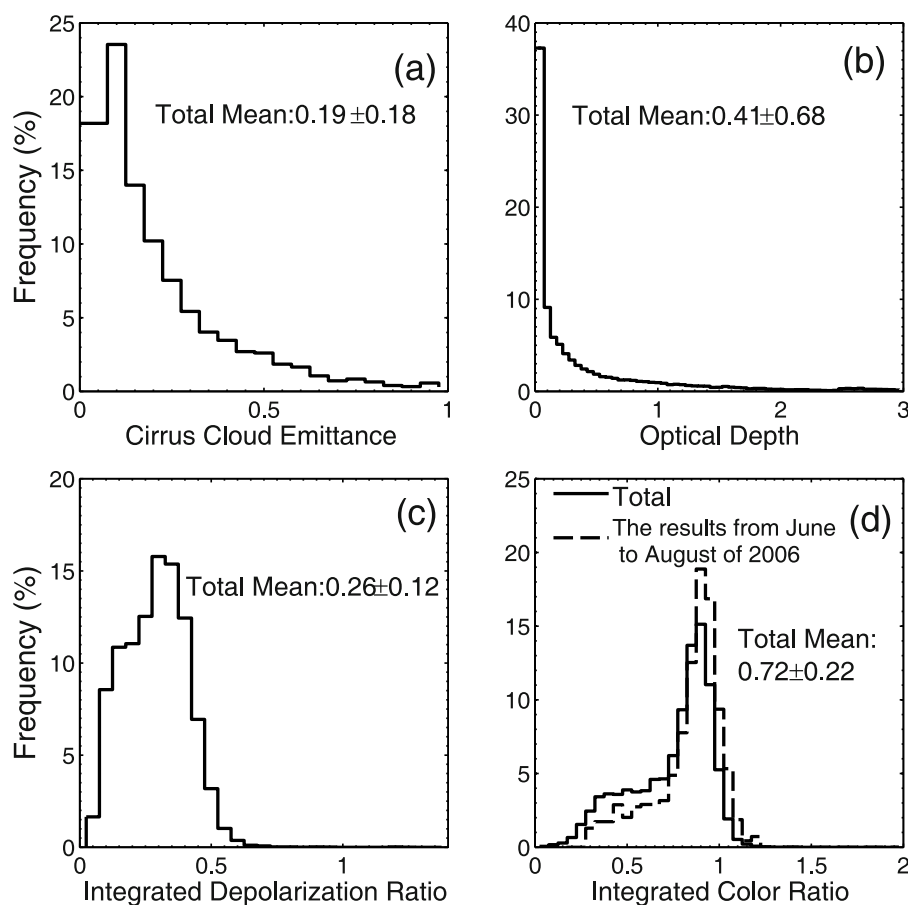 25
20
15
10
5
0
Frequency (%)
(a)
Total Mean:0.19±0.18
0
0.5
1
Cirrus Cloud Emittance
40
30
20
10
0
(b)
Total Mean:0.41±0.68
0
1
2
3
Optical Depth
20
15
10
5
0
Frequency (%)
(c)
Total Mean:0.26±0.12
0
0.5
1
Integrated Depolarization Ratio
25
20
15
10
5
0
Total
The results from June
to August of 2006
(d)
Total Mean:
0.72±0.22
0
0.5
1
1.5
2
Integrated Color Ratio